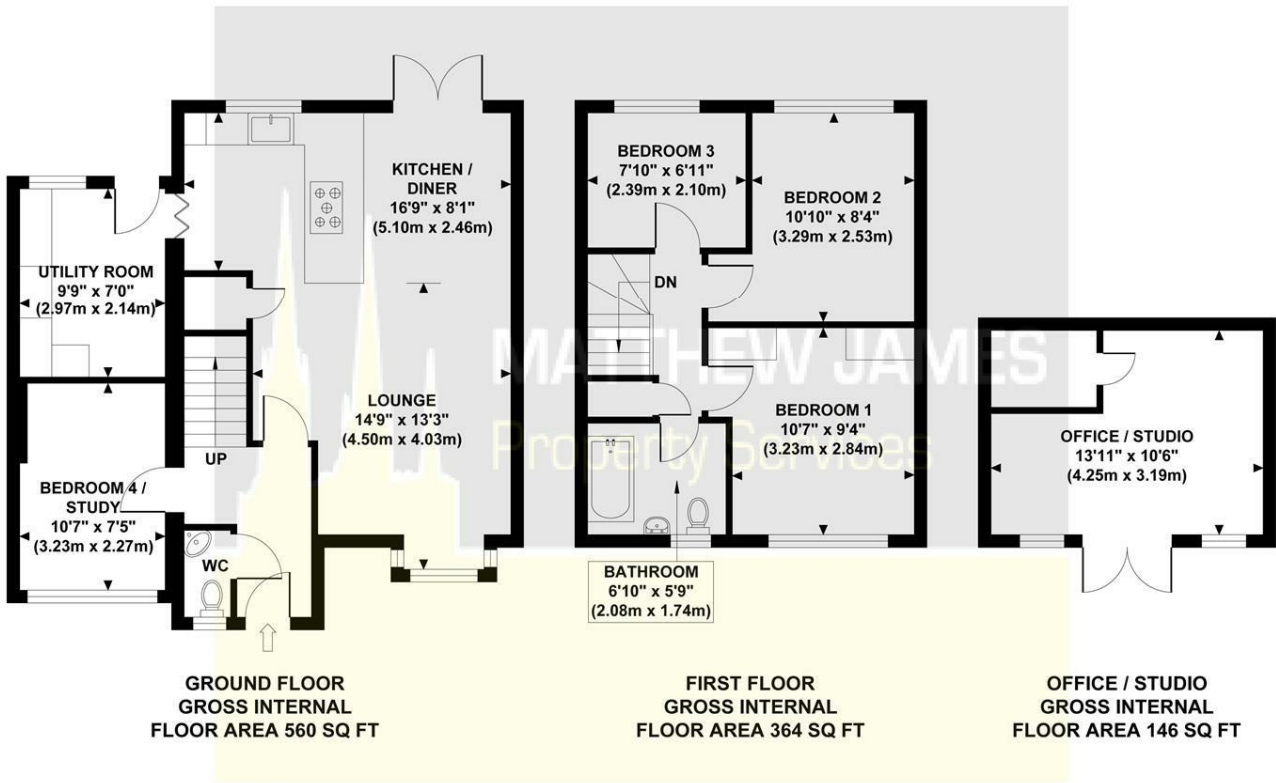 KITCHEN /
DINER
16'9" x 8'1"
(5.10m x 2.46m)
UTILITY ROOM
9'9" x 7'0"
(2.97m x 2.14m)
LOUNGE
14'9" x 13'3"
(4.50m x 4.03m)
UP
BEDROOM 4 /
STUDY
10'7" x 7'5"
(3.23m x 2.27m)
WC
GROUND FLOOR
GROSS INTERNAL
FLOOR AREA 560 SQ FT
BEDROOM 3
7'10" x 6'11"
(2.39m x 2.10m)
BEDROOM 2
10'10" x 8'4"
(3.29m x 2.53m)
DN
BEDROOM 1
10'7" x 9'4"
(3.23m x 2.84m)
BATHROOM
6'10" x 5'9"
(2.08m x 1.74m)
FIRST FLOOR
GROSS INTERNAL
FLOOR AREA 364 SQ FT
OFFICE / STUDIO
13'11" x 10'6"
(4.25m x 3.19m)
OFFICE / STUDIO
GROSS INTERNAL
FLOOR AREA 146 SQ FT
MATTHEW JAMES
Property Services